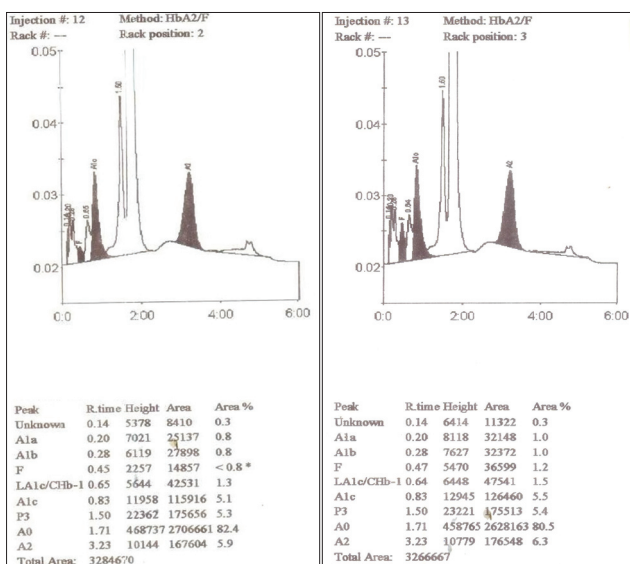 Injection #: 12 Method: HbA2/F
Rack #: --- Rack position: 2
0.05
0.04
0.03
0.02
0:0 2:00 4:00 6:00
0.20
0.28
F
0.65
A1c
1.50
Peak R.time Height Area Area %
Unknown 0.14 5378 8410 0.3
A1a 0.20 7021 25137 0.8
A1b 0.28 6119 27898 0.8
F 0.45 2257 14857 < 0.8 *
LA1c/CHb-1 0.65 5644 42531 1.3
A1c 0.83 11958 115916 5.1
P3 1.50 22362 175656 5.3
A0 1.71 468737 2706661 82.4
A2 3.23 10144 167604 5.9
Total Area: 3284670
Injection #: 13 Method: HbA2/F
Rack #: --- Rack position: 3
0.05
0.04
0.03
0.02
0:0 2:00 4:00 6:00
F
0.64
A1c
A2
Peak R.time Height Area Area %
Unknown 0.14 6414 11322 0.3
A1a 0.20 8118 32148 1.0
A1b 0.28 7627 32372 1.0
F 0.47 5470 36599 1.2
LA1c/CHb-1 0.64 6448 47541 1.5
A1c 0.83 12945 126460 5.5
P3 1.50 23221 175513 5.4
A0 1.71 458765 2628163 80.5
A2 3.23 10779 176548 6.3
Total Area: 3266667